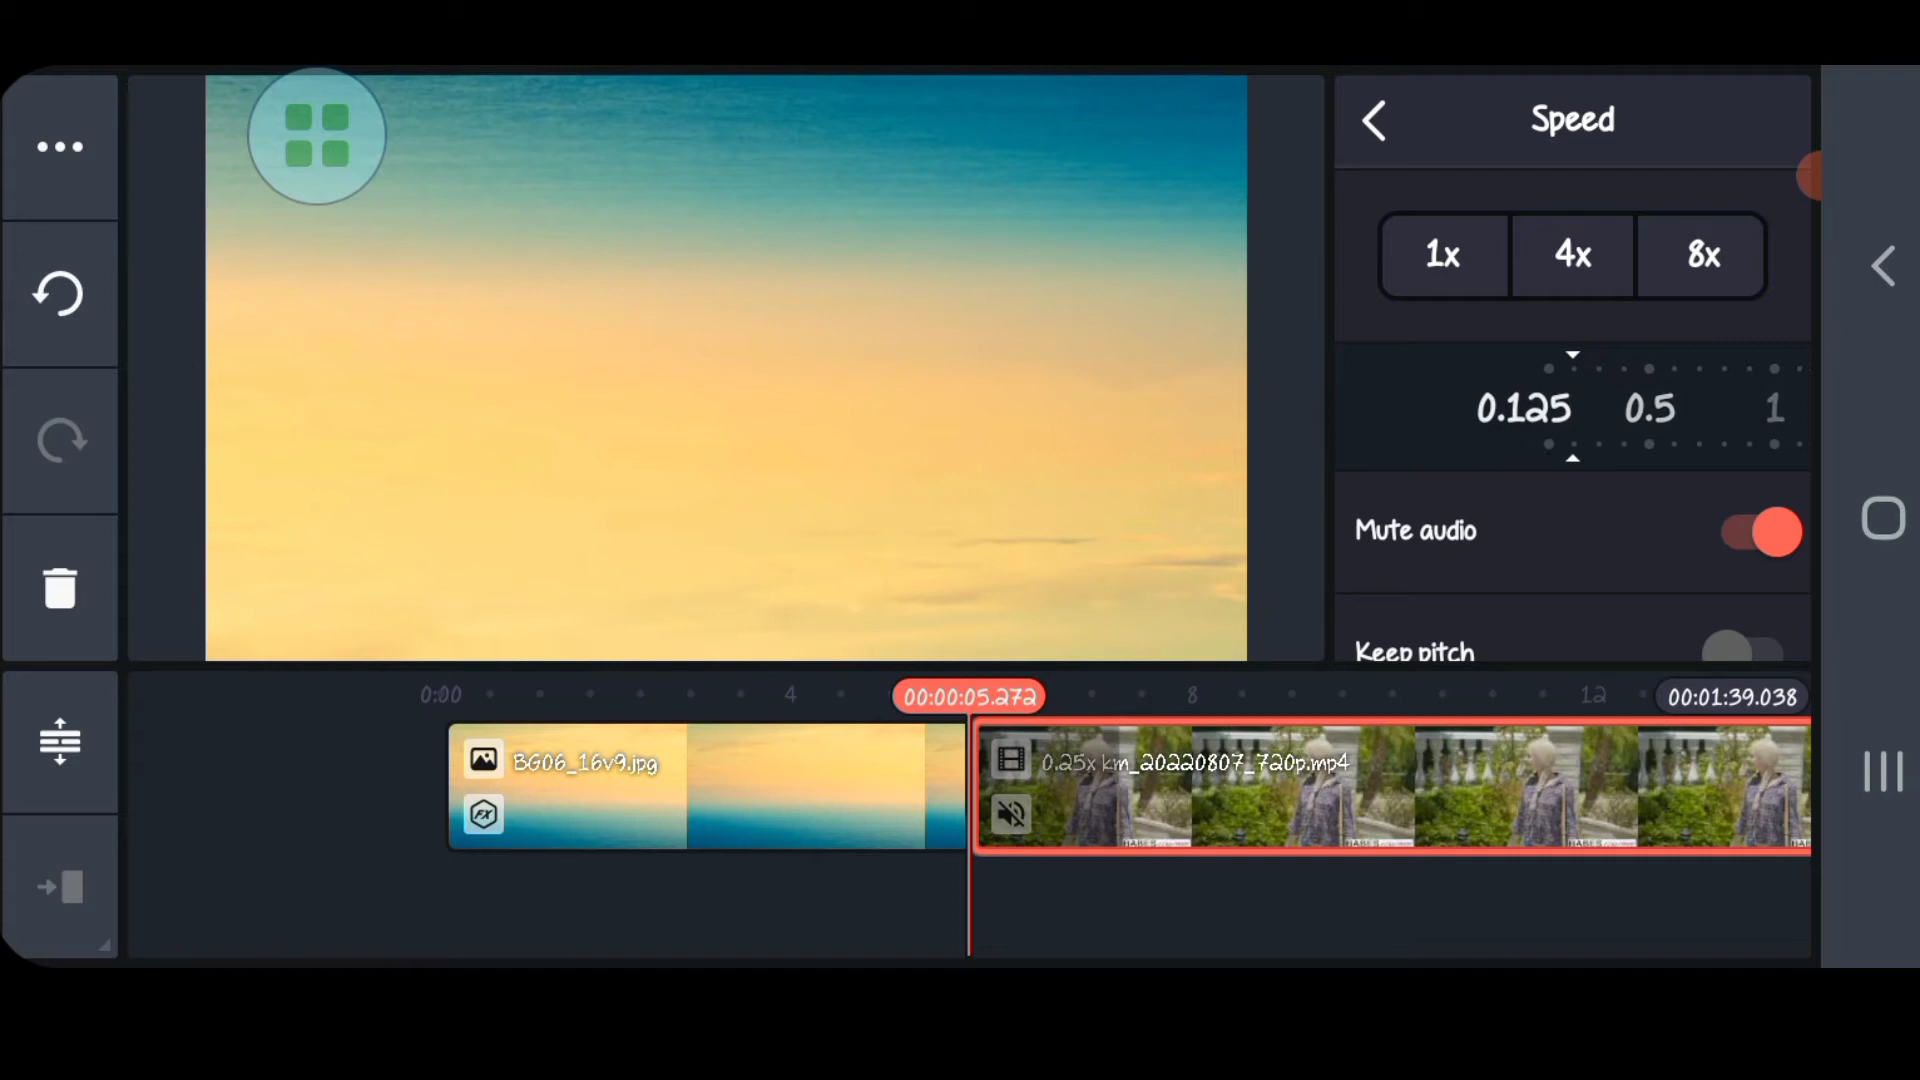 Speed
1x 4x 8x
0.125 0.5 1
Mute audio
Keep pitch
0:00 4 00:00:05.272 8 12 00:01:39.038
BG06_16v9.jpg
0.25x km_20220807_720p.mp4
FX